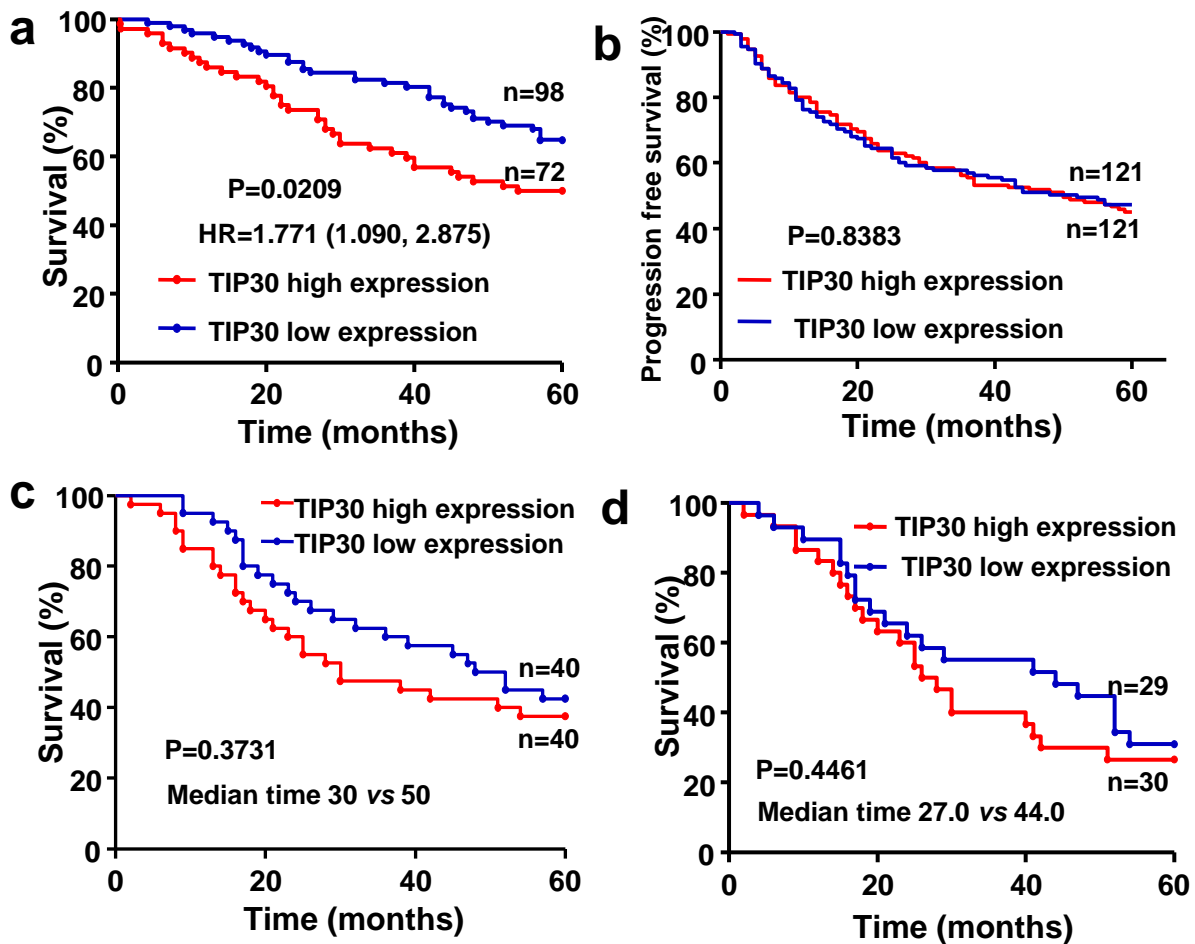 a
Survival (%)
100
80
60
40
20
0
n=98
n=72
P=0.0209
HR=1.771 (1.090, 2.875)
TIP30 high expression
TIP30 low expression
0 20 40 60
Time (months)
b
Progression free survival (%)
100
80
60
40
20
0
n=121
n=121
P=0.8383
TIP30 high expression
TIP30 low expression
0 20 40 60
Time (months)
c
Survival (%)
100
80
60
40
20
0
TIP30 high expression
TIP30 low expression
n=40
n=40
P=0.3731
Median time 30 vs 50
0 20 40 60
Time (months)
d
Survival (%)
100
80
60
40
20
0
TIP30 high expression
TIP30 low expression
n=29
n=30
P=0.4461
Median time 27.0 vs 44.0
0 20 40 60
Time (months)